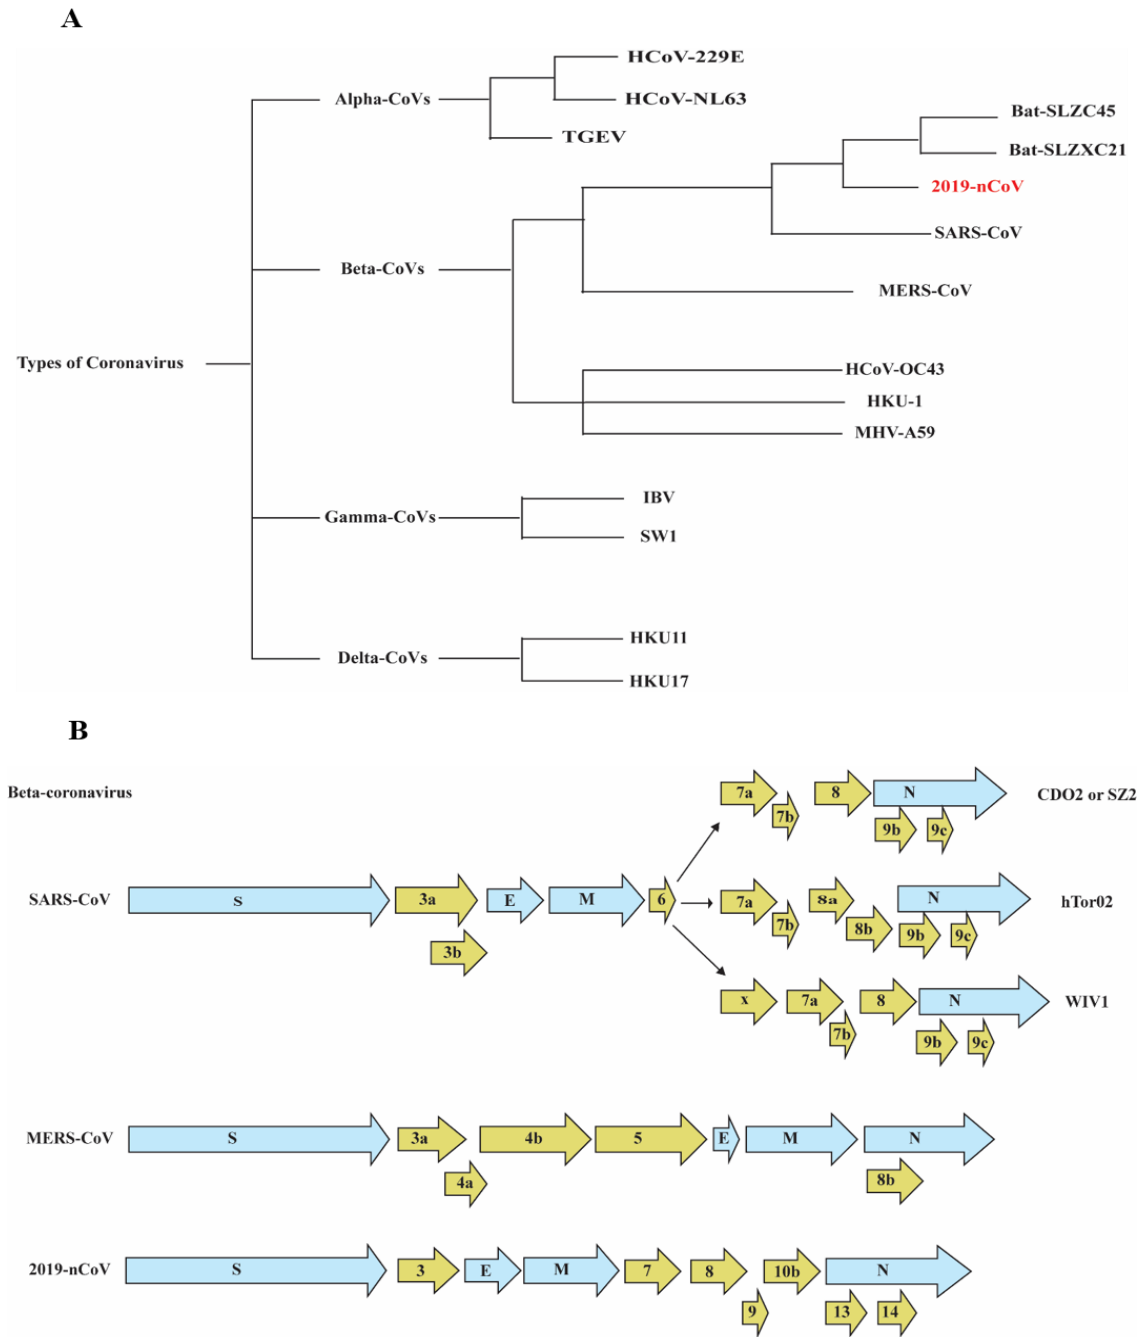 A
HCoV-229E
Alpha-CoVs
HCoV-NL63
TGEV
Bat-SLZC45
Bat-SLZXC21
2019-nCoV
SARS-CoV
Beta-CoVs
MERS-CoV
Types of Coronavirus
HCoV-OC43
HKU-1
MHV-A59
IBV
Gamma-CoVs
SW1
HKU11
Delta-CoVs
HKU17
B
Beta-coronavirus
7a 7b 8 N 9b 9c CDO2 or SZ2
SARS-CoV S 3a 3b E M 6 7a 7b 8a 8b N 9b 9c hTor02
x 7a 7b 8 N 9b 9c WIV1
MERS-CoV S 3a 4a 4b 5 E M N 8b
2019-nCoV S 3 E M 7 8 9 10b N 13 14